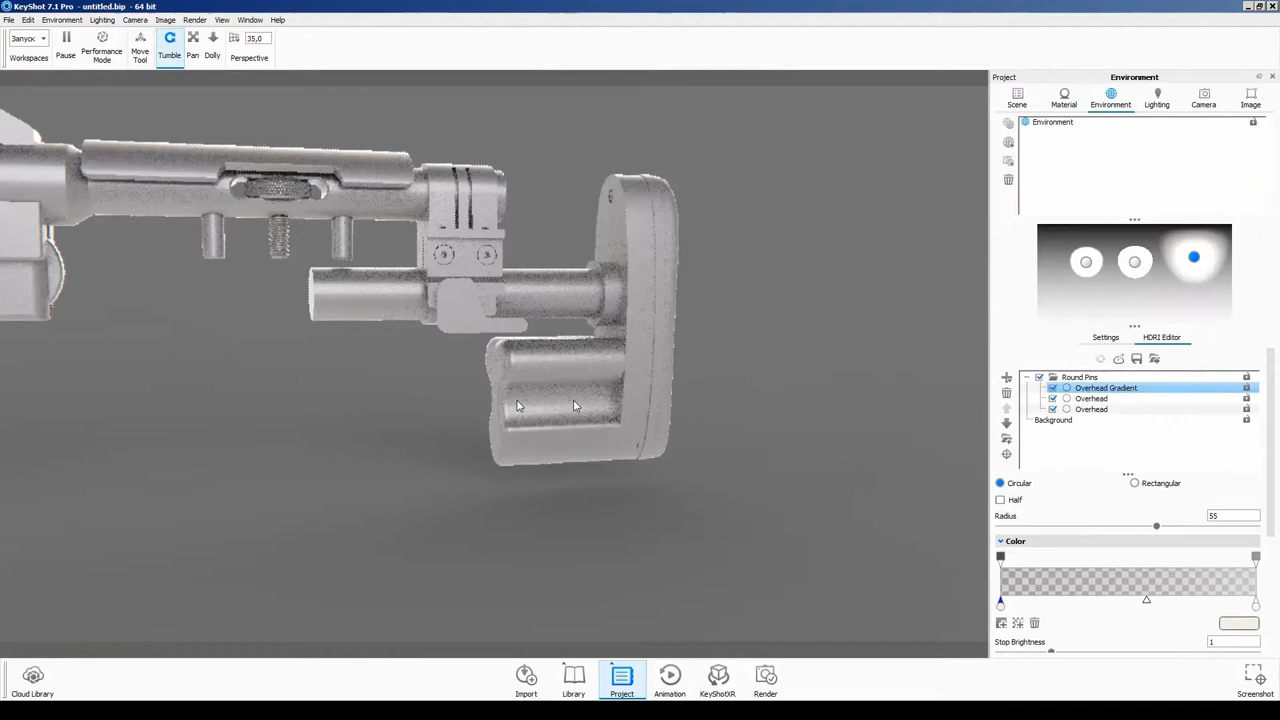 KeyShot 7.1 Pro - untitled.bip - 64 bit
File Edit Environment Lighting Camera Image Render View Window Help
Запуск
35,0
Workspaces Pause Performance Mode Move Tool Tumble Pan Dolly Perspective
Project Environment
Scene Material Environment Lighting Camera Image
Environment
Settings HDRI Editor
Round Pins
Overhead Gradient
Overhead
Overhead
Background
Circular Rectangular
Half
Radius 55
Color
Stop Brightness 1
Cloud Library Import Library Project Animation KeyShotXR Render Screenshot